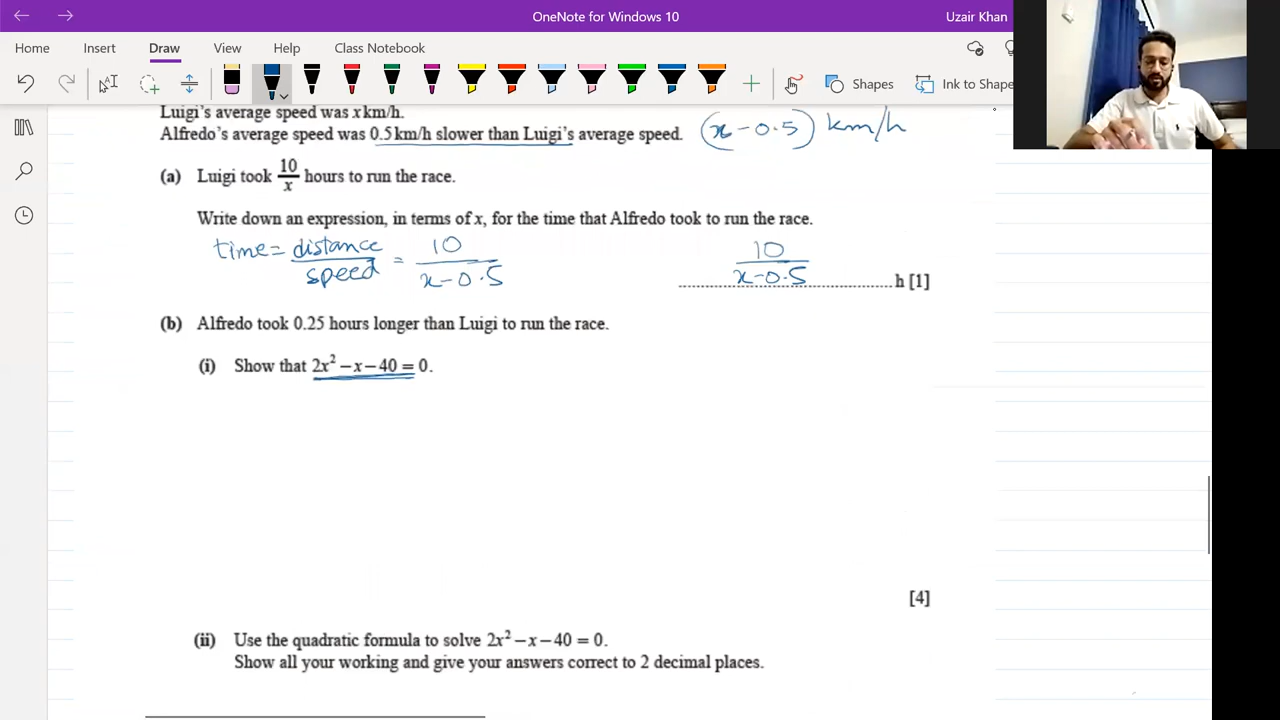 OneNote for Windows 10
Uzair Khan
Home Insert Draw View Help Class Notebook
Shapes Ink to Shape
Luigi's average speed was x km/h.
Alfredo's average speed was 0.5 km/h slower than Luigi's average speed. (x-0.5) km/h
(a) Luigi took 10/x hours to run the race.
Write down an expression, in terms of x, for the time that Alfredo took to run the race.
time = distance/speed = 10/(x-0.5)
10/(x-0.5) h [1]
(b) Alfredo took 0.25 hours longer than Luigi to run the race.
(i) Show that 2x² – x – 40 = 0.
[4]
(ii) Use the quadratic formula to solve 2x² – x – 40 = 0.
Show all your working and give your answers correct to 2 decimal places.